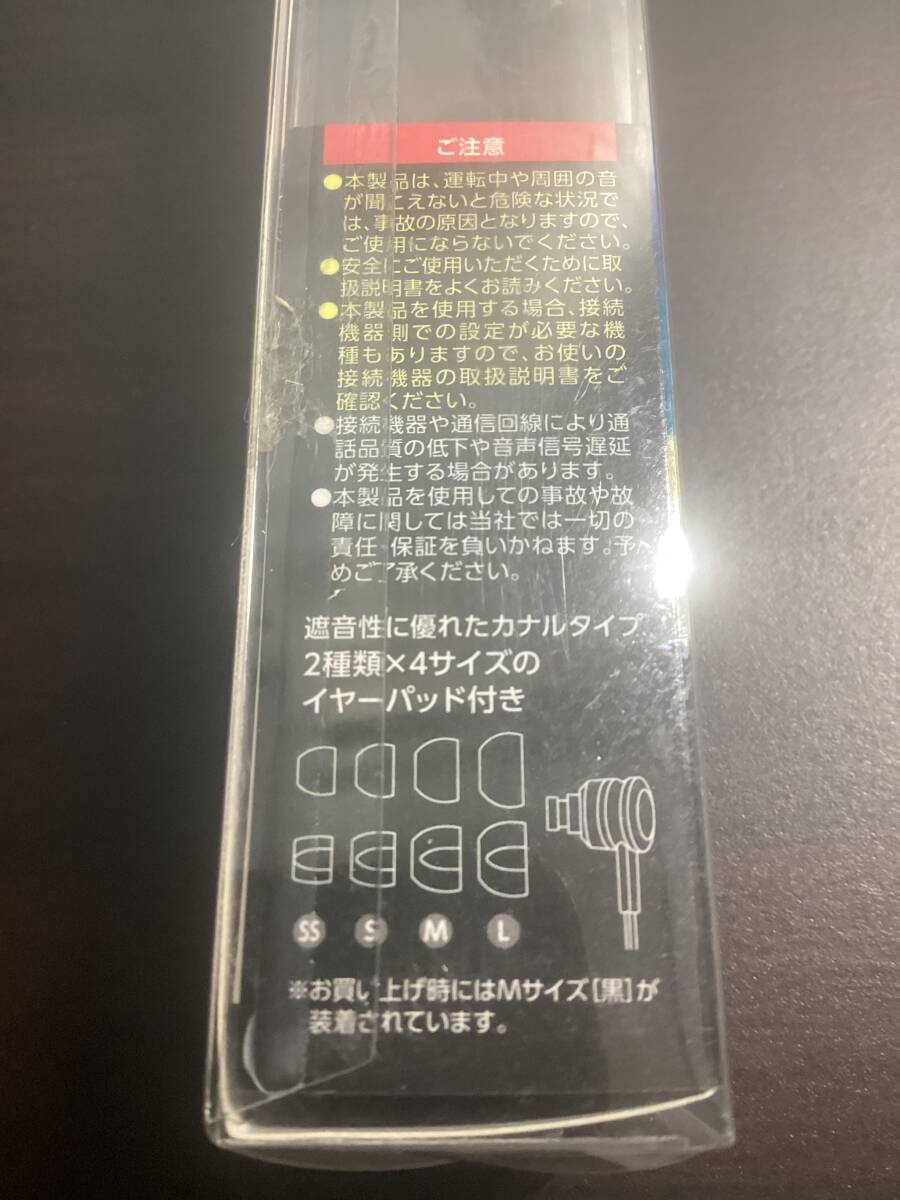 ご注意
●本製品は、運転中や周囲の音
が聞こえないと危険な状況で
は、事故の原因となりますので、
ご使用にならないでください。
●安全にご使用いただくために取
扱説明書をよくお読みください。
●本製品を使用する場合、接続
機器側での設定が必要な機
種もありますので、お使いの
接続機器の取扱説明書をご
確認ください。
●接続機器や通信回線により通
話品質の低下や音声信号遅延
が発生する場合があります。
●本製品を使用しての事故や故
障に関しては当社では一切の
責任・保証を負いかねます。予
めご了承ください。
遮音性に優れたカナルタイプ
2種類×4サイズの
イヤーパッド付き
SS S M L
※お買い上げ時にはMサイズ[黒]が
装着されています。